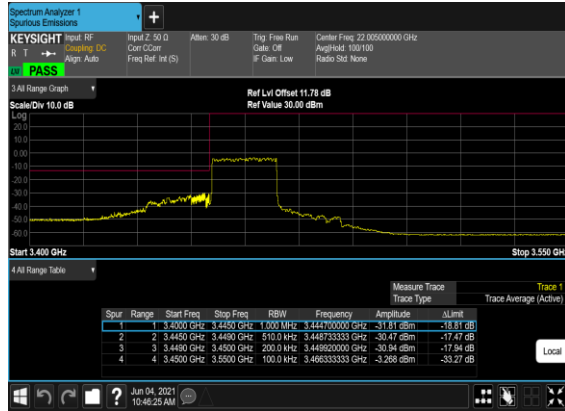 Spectrum Analyzer 1
Spurious Emissions
KEYSIGHT Input: RF Input Z: 50 Ω Atten: 30 dB Trig: Free Run Center Freq: 22.005000000 GHz
R T Coupling: DC Corr CCorr Gate: Off Avg|Hold: 100/100
Align: Auto Freq Ref: Int (S) IF Gain: Low Radio Std: None
LV PASS
3 All Range Graph
Ref Lvl Offset 11.78 dB
Scale/Div 10.0 dB Ref Value 30.00 dBm
Log
20.0
10.0
0.00
-10.0
-20.0
-30.0
-40.0
-50.0
-60.0
Start 3.400 GHz Stop 3.550 GHz
4 All Range Table
Measure Trace Trace 1
Trace Type Trace Average (Active)
Spur Range Start Freq Stop Freq RBW Frequency Amplitude ΔLimit
1 1 3.4000 GHz 3.4450 GHz 1.000 MHz 3.444700000 GHz -31.81 dBm -18.81 dB
2 2 3.4450 GHz 3.4490 GHz 510.0 kHz 3.448733333 GHz -30.47 dBm -17.47 dB
3 3 3.4490 GHz 3.4500 GHz 200.0 kHz 3.449920000 GHz -30.94 dBm -17.94 dB
4 4 3.4500 GHz 3.5500 GHz 100.0 kHz 3.466333333 GHz -3.268 dBm -33.27 dB
Local
Jun 04, 2021
10:46:25 AM